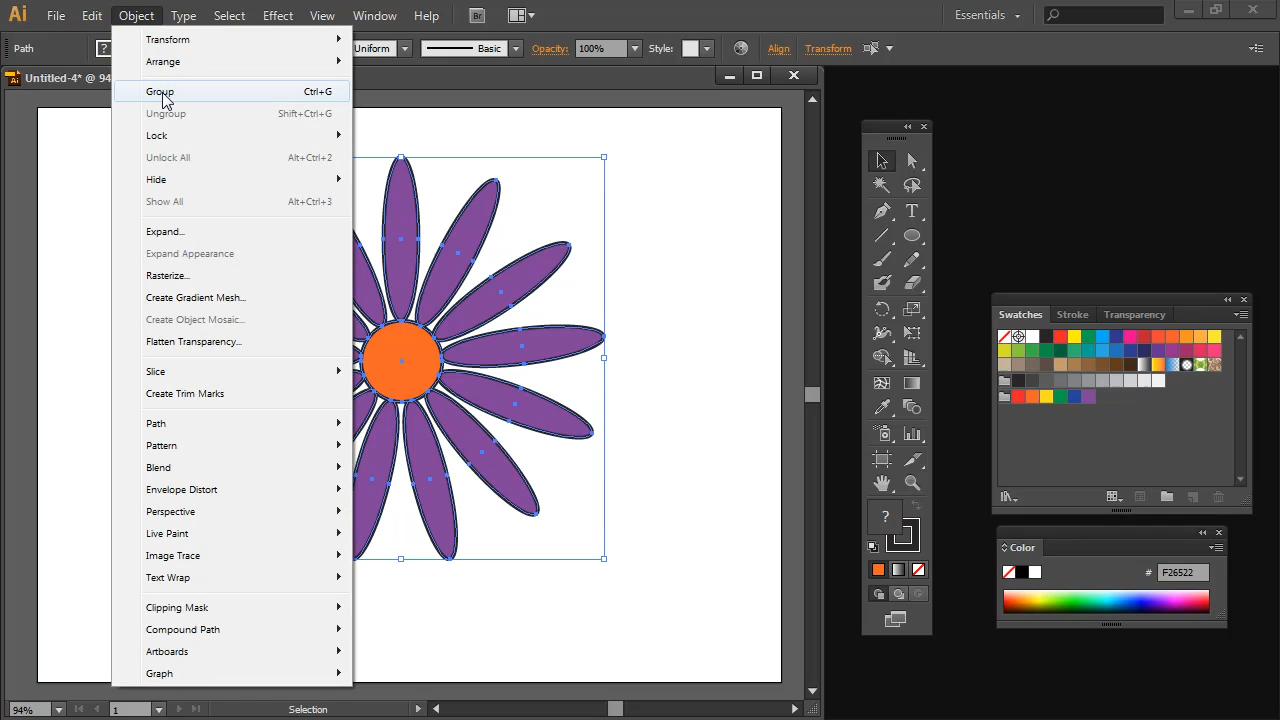 Ai File Edit Object Type Select Effect View Window Help Br Essentials
Path ? Uniform Basic Opacity: 100% Style: Align Transform
Untitled-4* @ 94
Transform
Arrange
Group Ctrl+G
Ungroup Shift+Ctrl+G
Lock
Unlock All Alt+Ctrl+2
Hide
Show All Alt+Ctrl+3
Expand...
Expand Appearance
Rasterize...
Create Gradient Mesh...
Create Object Mosaic...
Flatten Transparency...
Slice
Create Trim Marks
Path
Pattern
Blend
Envelope Distort
Perspective
Live Paint
Image Trace
Text Wrap
Clipping Mask
Compound Path
Artboards
Graph
T
?
Swatches Stroke Transparency
Color
# F26522
94% 1 Selection